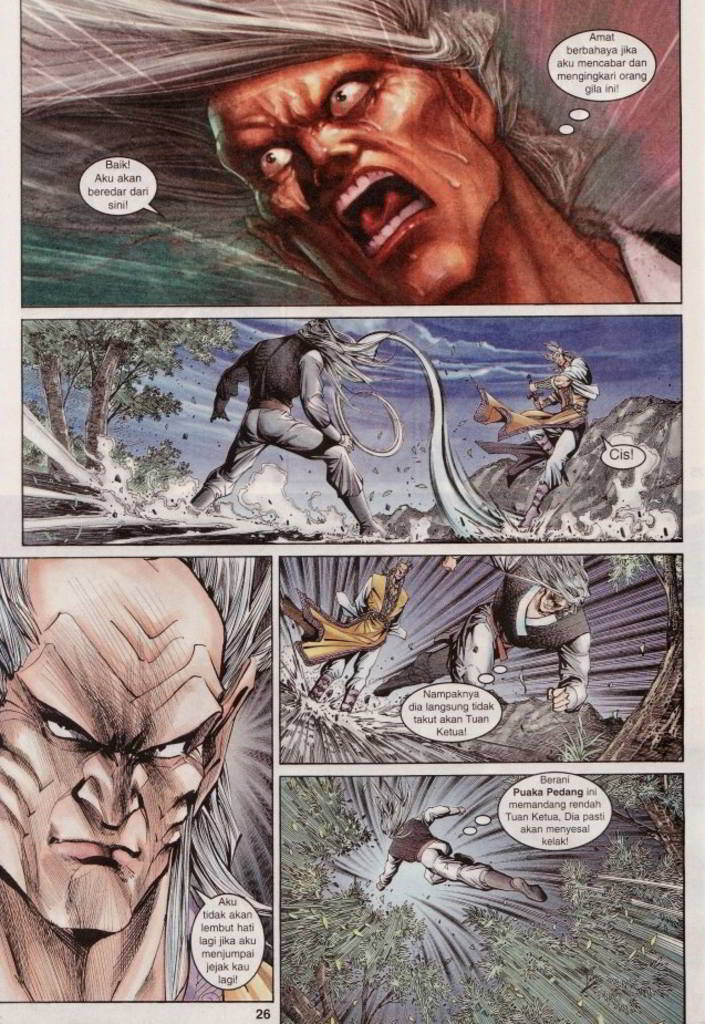 Amat
berbahaya jika
aku mencabar dan
mengingkari orang
gila ini!
Baik!
Aku akan
beredar dari
sini!
Cis!
Nampaknya
dia langsung tidak
takut akan Tuan
Ketua!
Aku
tidak akan
lembut hati
lagi jika aku
menjumpai
jejak kau
lagi!
Berani
Puaka Pedang ini
memandang rendah
Tuan Ketua, Dia pasti
akan menyesal
kelak!
26